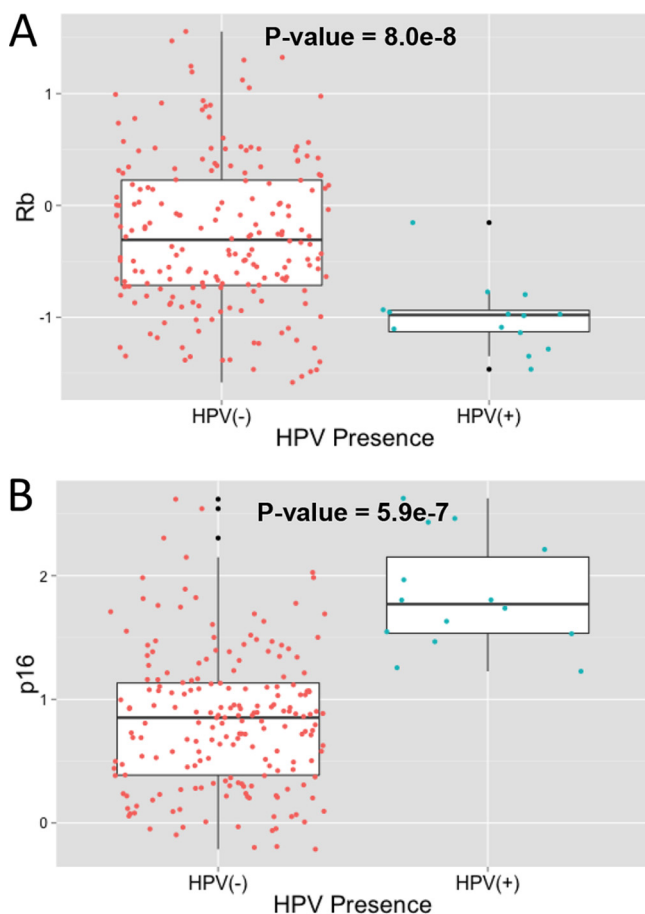 A
P-value = 8.0e-8
1
0
-1
Rb
HPV(-) HPV(+)
HPV Presence
B
P-value = 5.9e-7
2
1
0
p16
HPV(-) HPV(+)
HPV Presence